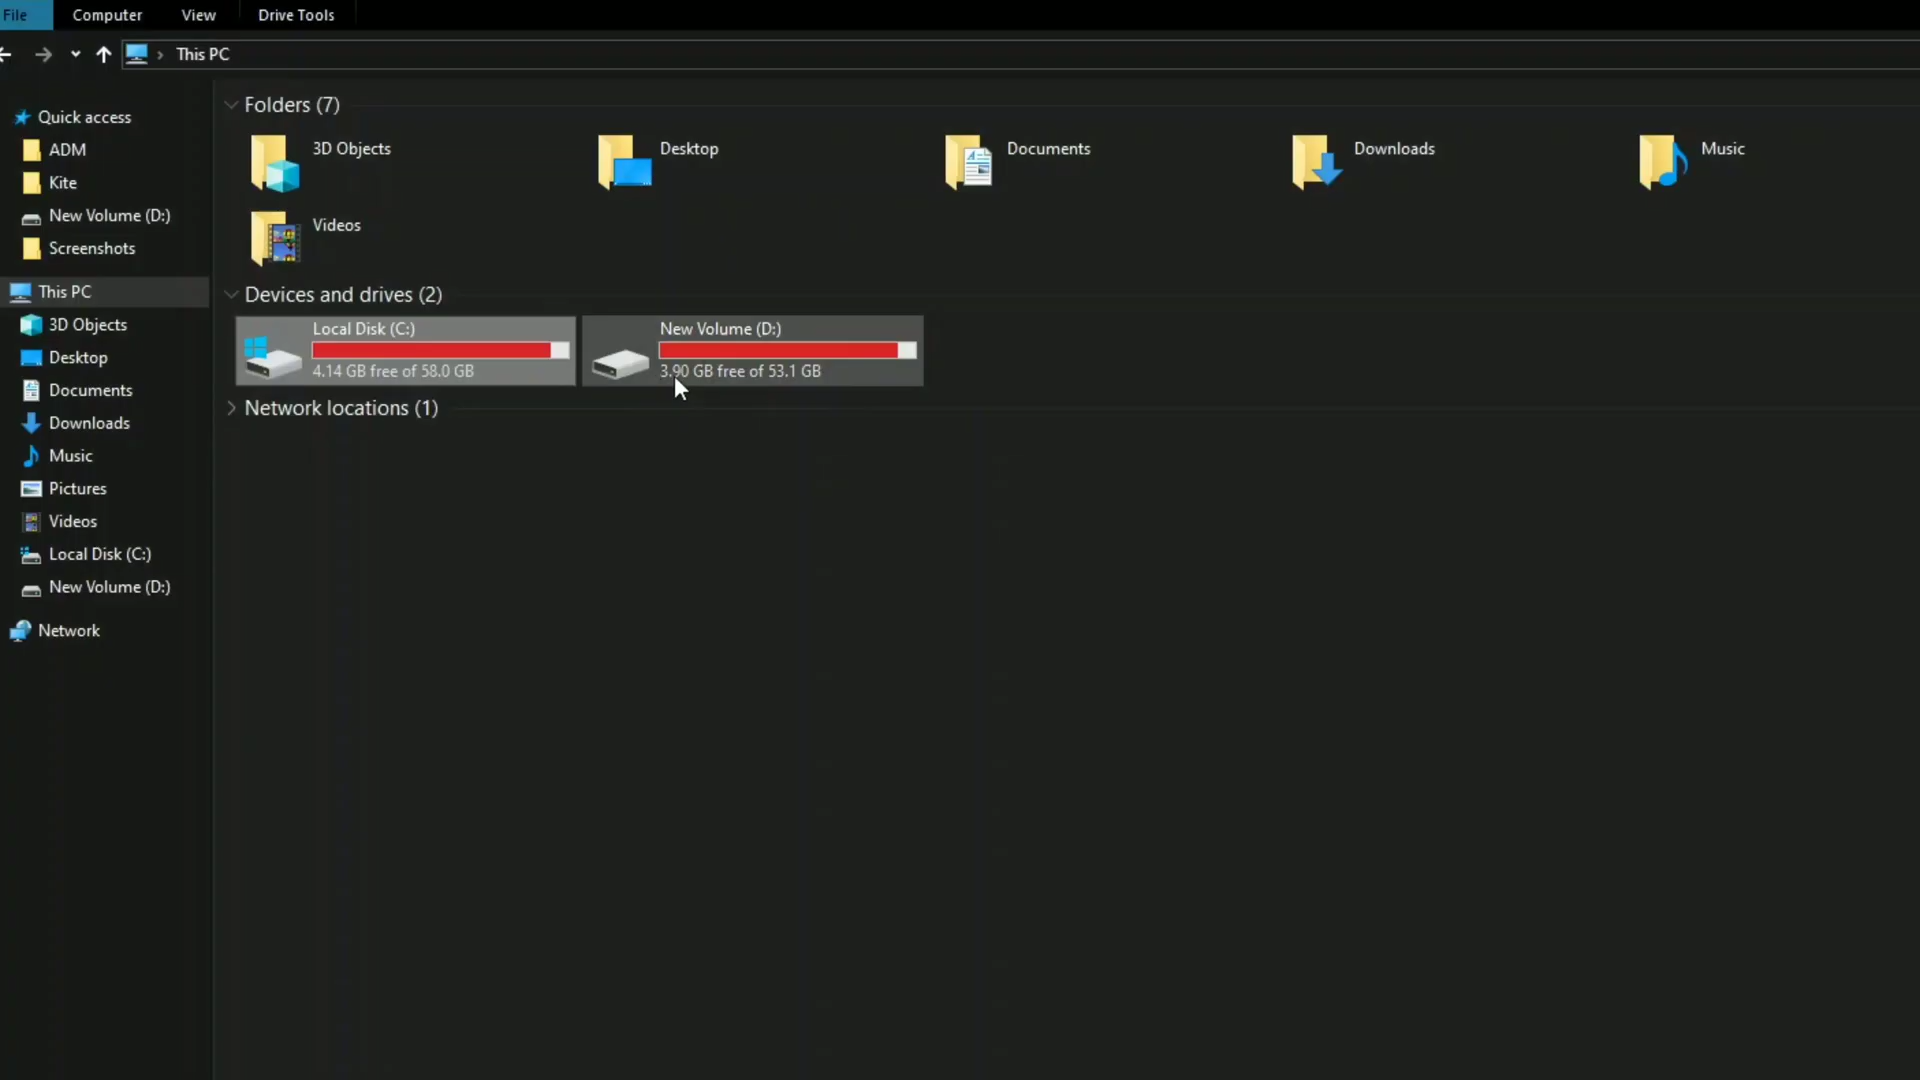 File Computer View Drive Tools
This PC
Quick access
ADM
Kite
New Volume (D:)
Screenshots
This PC
3D Objects
Desktop
Documents
Downloads
Music
Pictures
Videos
Local Disk (C:)
New Volume (D:)
Network
Folders (7)
3D Objects
Desktop
Documents
Downloads
Music
Videos
Devices and drives (2)
Local Disk (C:)
4.14 GB free of 58.0 GB
New Volume (D:)
3.90 GB free of 53.1 GB
Network locations (1)